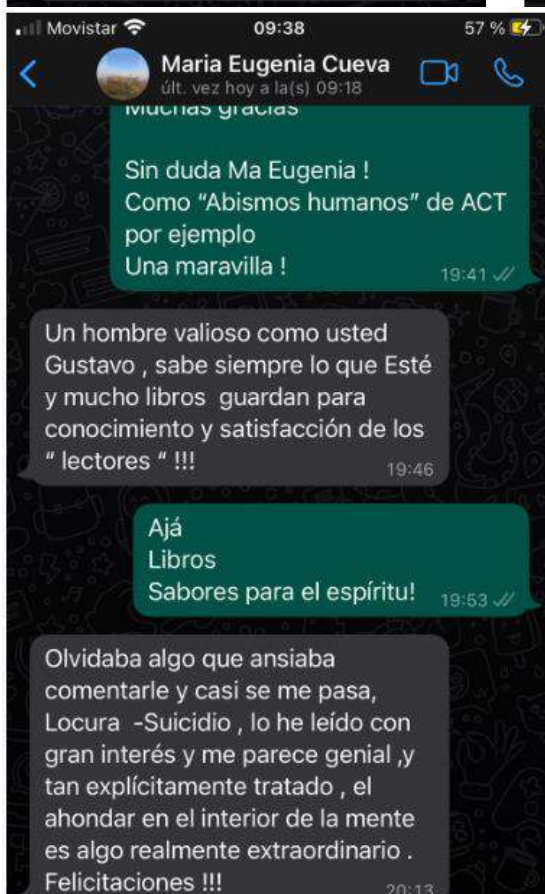 Movistar 09:38 57 %
Maria Eugenia Cueva
últ. vez hoy a la(s) 09:18
Muchas gracias
Sin duda Ma Eugenia !
Como “Abismos humanos” de ACT
por ejemplo
Una maravilla ! 19:41
Un hombre valioso como usted
Gustavo , sabe siempre lo que Esté
y mucho libros guardan para
conocimiento y satisfacción de los
“ lectores “ !!! 19:46
Ajá
Libros
Sabores para el espíritu! 19:53
Olvidaba algo que ansiaba
comentarle y casi se me pasa,
Locura -Suicidio , lo he leído con
gran interés y me parece genial ,y
tan explícitamente tratado , el
ahondar en el interior de la mente
es algo realmente extraordinario .
Felicitaciones !!! 20:13